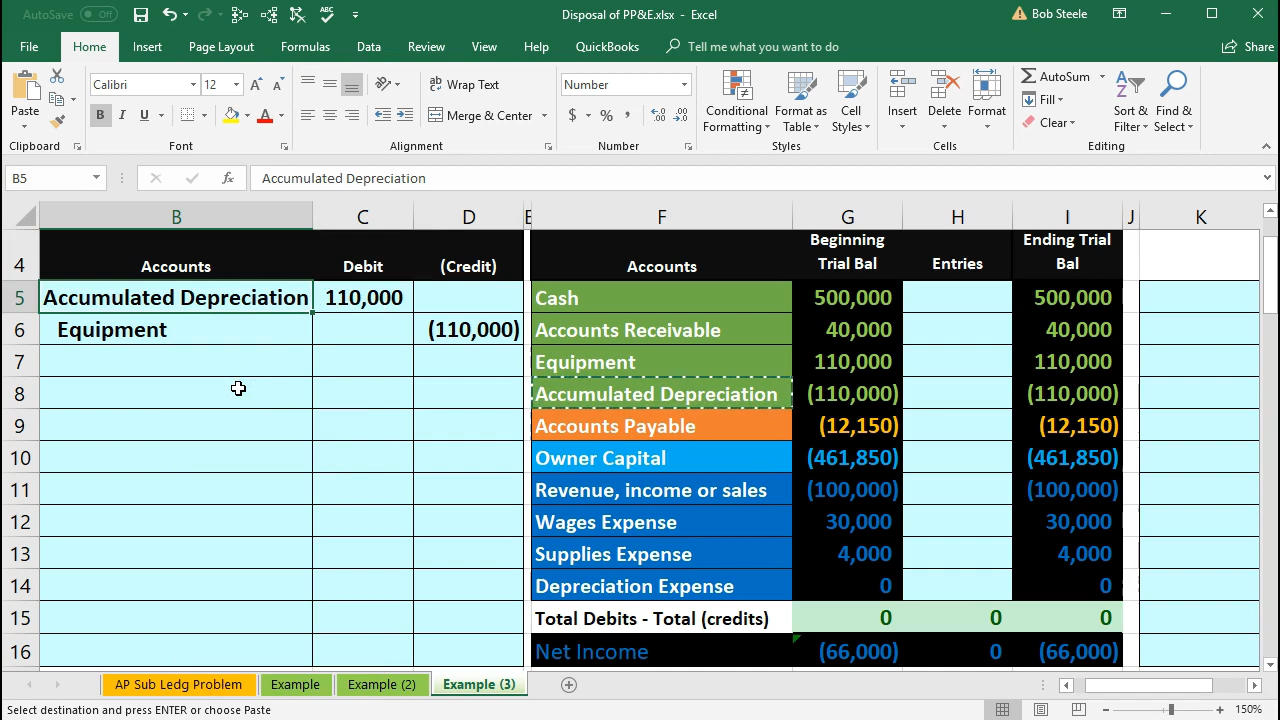 AutoSave Off Disposal of PP&E.xlsx - Excel Bob Steele
File Home Insert Page Layout Formulas Data Review View Help QuickBooks Tell me what you want to do Share
Paste Calibri 12 Wrap Text Number Conditional Formatting Format as Table Cell Styles Insert Delete Format AutoSum Sort & Filter Find & Select
B I U Merge & Center $ % , Fill
Clear
Clipboard Font Alignment Number Styles Cells Editing
B5 fx Accumulated Depreciation
B C D E F G H I J K
4 Accounts Debit (Credit) Accounts Beginning Trial Bal Entries Ending Trial Bal
5 Accumulated Depreciation 110,000 Cash 500,000 500,000
6 Equipment (110,000) Accounts Receivable 40,000 40,000
7 Equipment 110,000 110,000
8 Accumulated Depreciation (110,000) (110,000)
9 Accounts Payable (12,150) (12,150)
10 Owner Capital (461,850) (461,850)
11 Revenue, income or sales (100,000) (100,000)
12 Wages Expense 30,000 30,000
13 Supplies Expense 4,000 4,000
14 Depreciation Expense 0 0
15 Total Debits - Total (credits) 0 0 0
16 Net Income (66,000) 0 (66,000)
AP Sub Ledg Problem Example Example (2) Example (3)
Select destination and press ENTER or choose Paste 150%